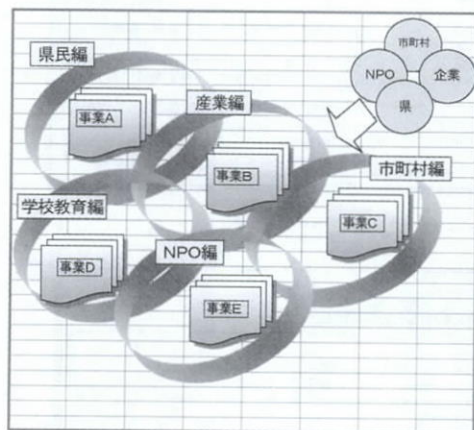 県民編
事業A
産業編
事業B
市町村
NPO
企業
県
市町村編
事業C
学校教育編
事業D
NPO編
事業E